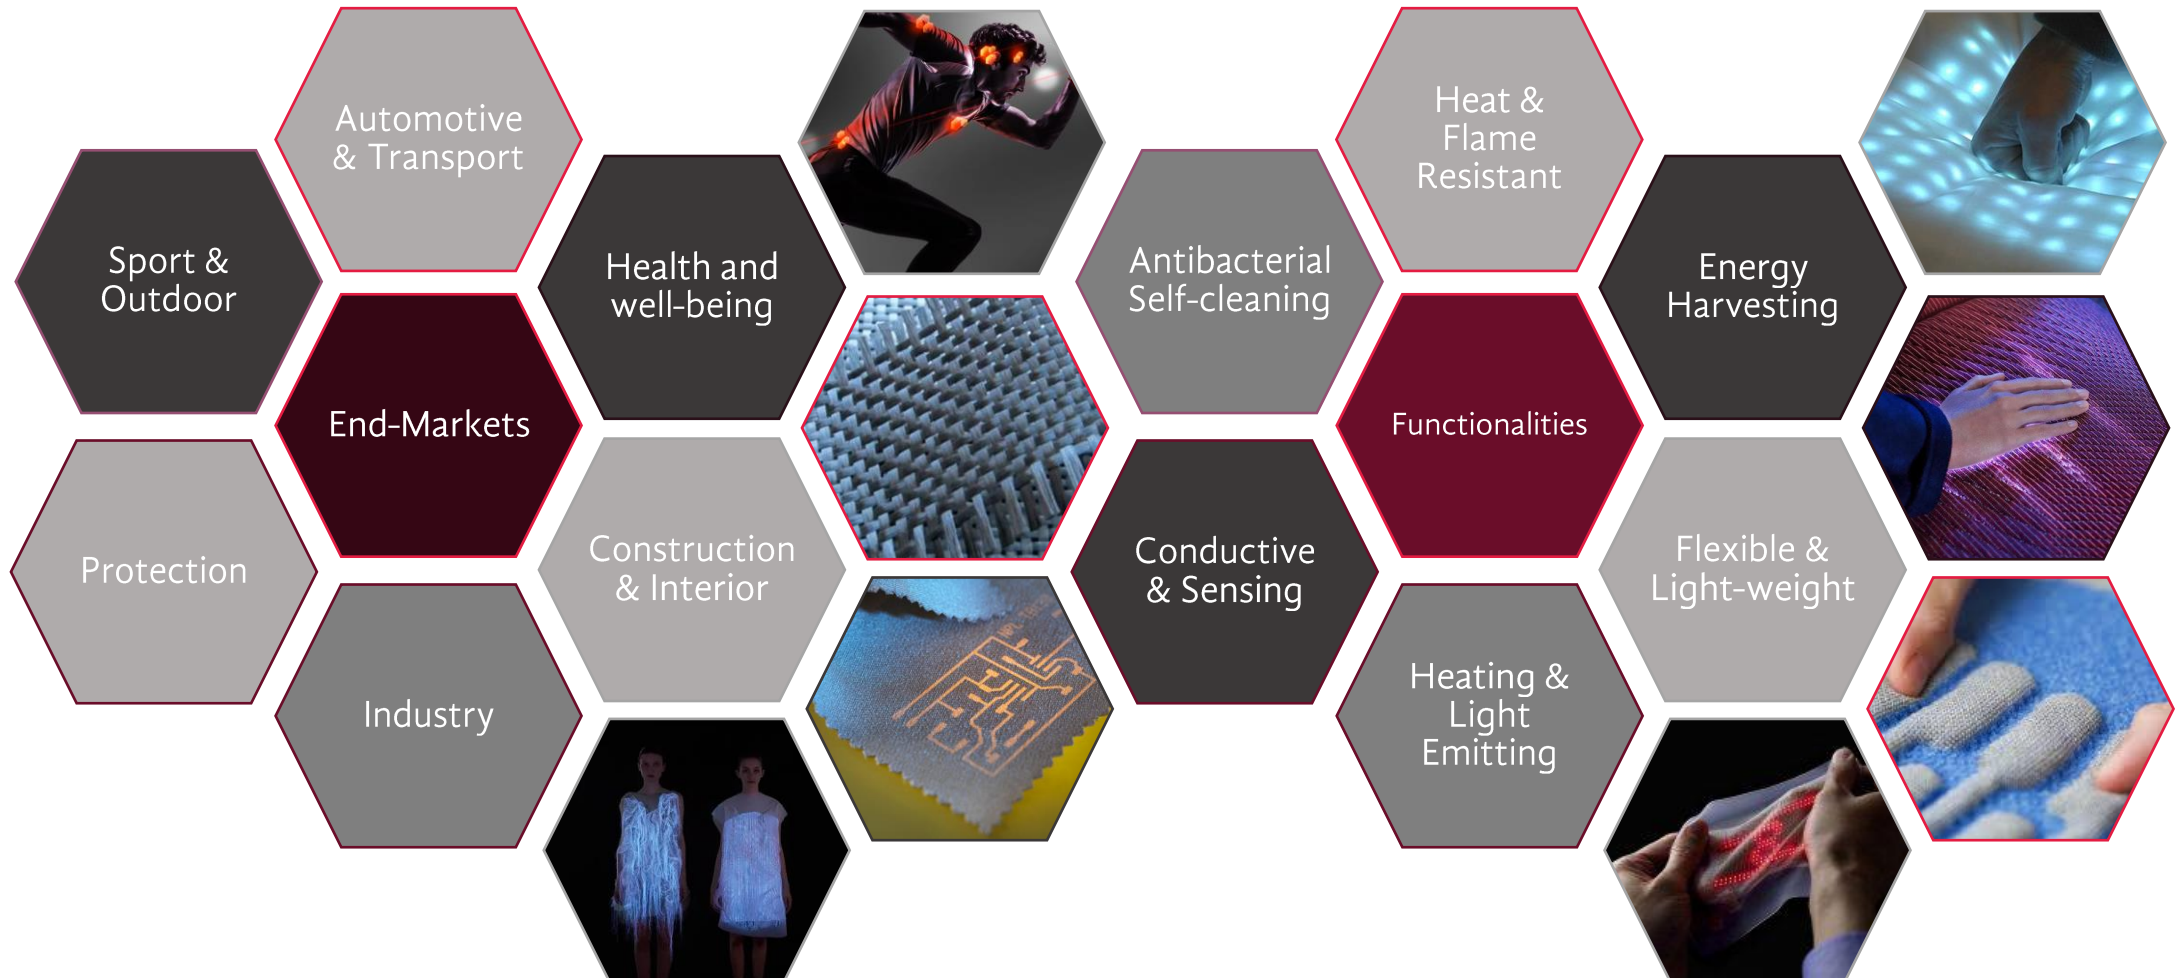 Automotive
& Transport
Sport &
Outdoor
Health and
well-being
End-Markets
Protection
Construction
& Interior
Industry
Heat &
Flame
Resistant
Antibacterial
Self-cleaning
Energy
Harvesting
Functionalities
Conductive
& Sensing
Flexible &
Light-weight
Heating &
Light
Emitting